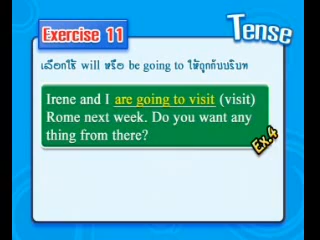 Exercise 11
Tense
เลือกใช้ will หรือ be going to ให้ถูกกับบริบท
Irene and I are going to visit (visit)
Rome next week. Do you want any
thing from there?
Ex.4